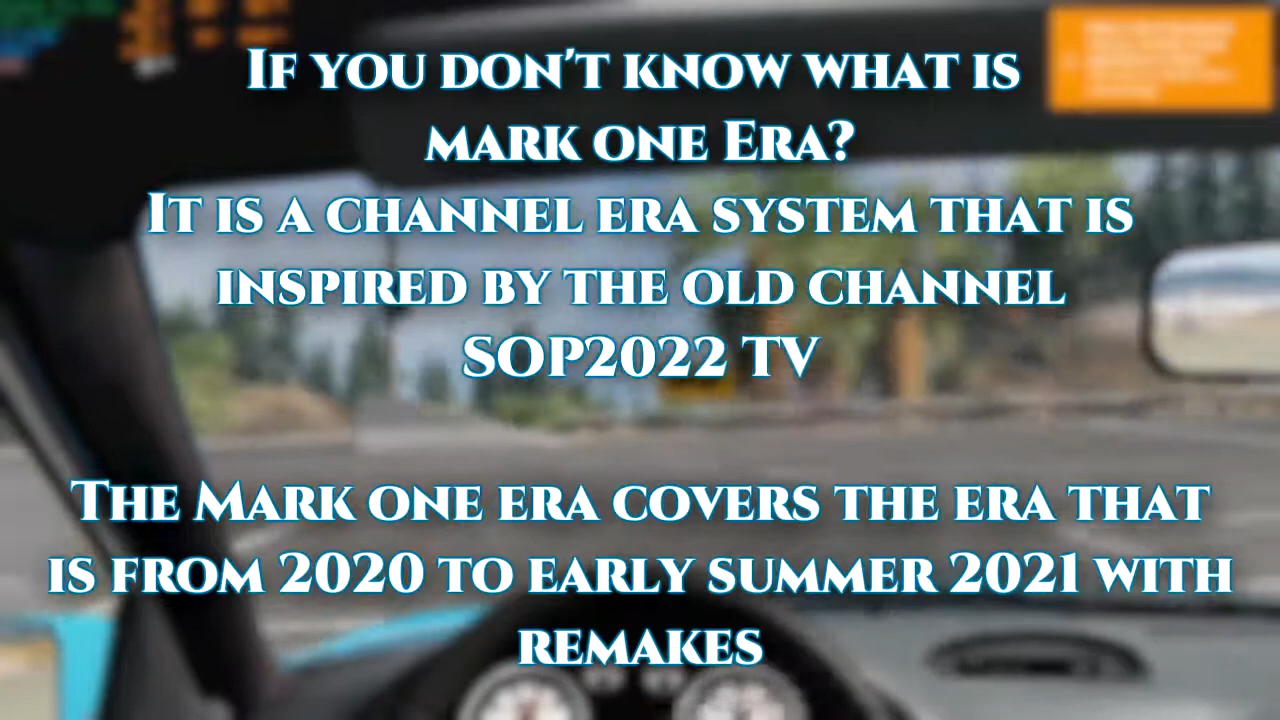 If you don't know what is
mark one Era?
It is a channel era system that is
inspired by the old channel
SOP2022 TV
The Mark one era covers the era that
is from 2020 to early summer 2021 with
remakes